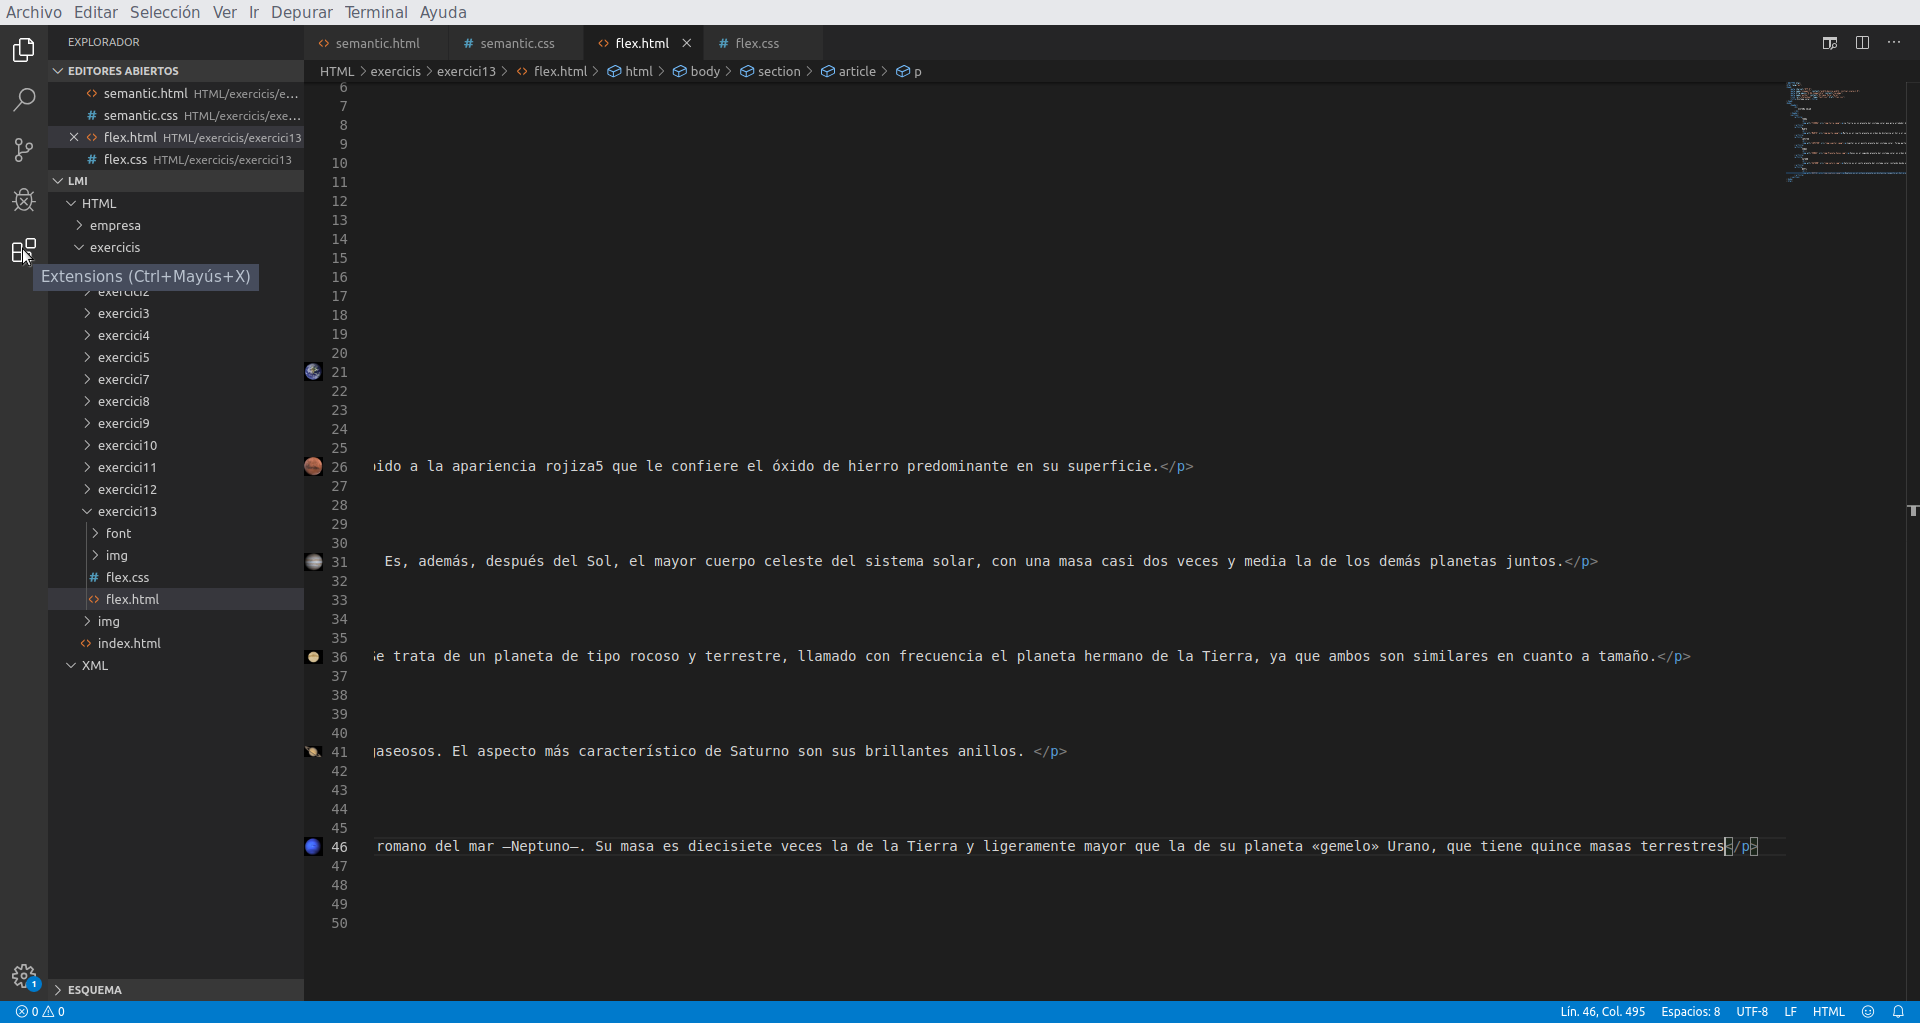 Archivo Editar Selección Ver Ir Depurar Terminal Ayuda
EXPLORADOR
semantic.html semantic.css flex.html flex.css
EDITORES ABIERTOS
HTML exercicis exercici13 flex.html html body section article p
semantic.html HTML/exercicis/e...
semantic.css HTML/exercicis/exe...
flex.html HTML/exercicis/exercici13
flex.css HTML/exercicis/exercici13
LMI
HTML
empresa
exercicis
Extensions (Ctrl+Mayús+X)
exercici2
exercici3
exercici4
exercici5
exercici7
exercici8
exercici9
exercici10
exercici11
exercici12
exercici13
font
img
flex.css
flex.html
img
index.html
XML
ESQUEMA
6
7
8
9
10
11
12
13
14
15
16
17
18
19
20
21
22
23
24
25
26 ido a la apariencia rojiza5 que le confiere el óxido de hierro predominante en su superficie.</p>
27
28
29
30
31 Es, además, después del Sol, el mayor cuerpo celeste del sistema solar, con una masa casi dos veces y media la de los demás planetas juntos.</p>
32
33
34
35
36 Se trata de un planeta de tipo rocoso y terrestre, llamado con frecuencia el planeta hermano de la Tierra, ya que ambos son similares en cuanto a tamaño.</p>
37
38
39
40
41 gaseosos. El aspecto más característico de Saturno son sus brillantes anillos. </p>
42
43
44
45
46 romano del mar —Neptuno—. Su masa es diecisiete veces la de la Tierra y ligeramente mayor que la de su planeta «gemelo» Urano, que tiene quince masas terrestres</p>
47
48
49
50
1
0 0 Lín. 46, Col. 495 Espacios: 8 UTF-8 LF HTML